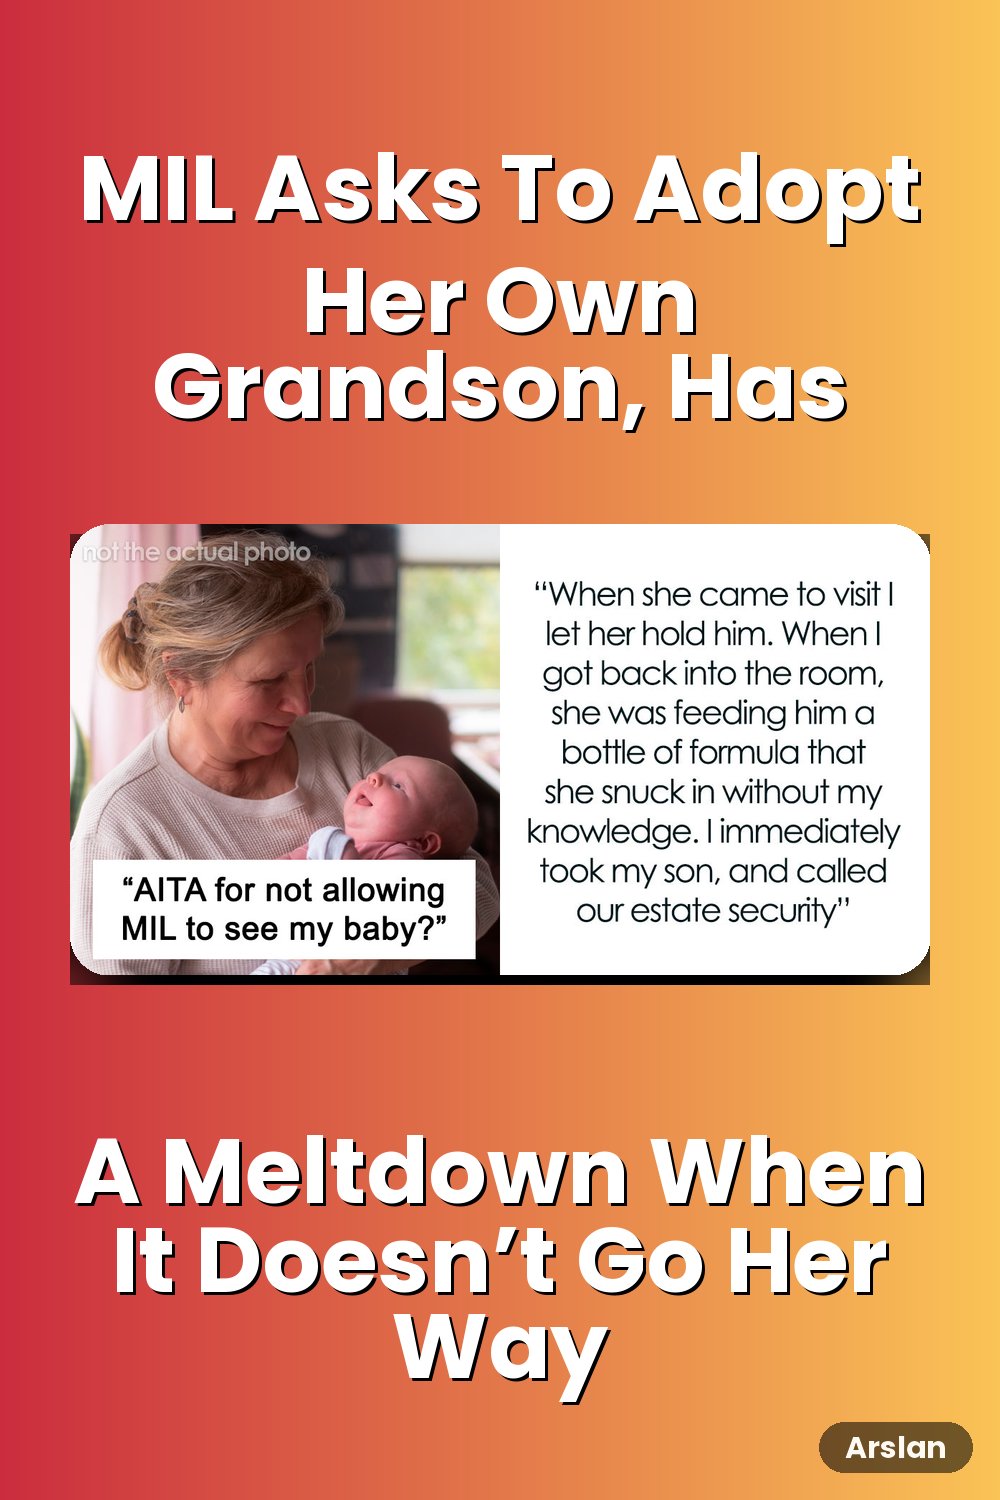 MIL Asks To Adopt
Her Own
Grandson, Has
not the actual photo
“AITA for not allowing
MIL to see my baby?”
“When she came to visit I
let her hold him. When I
got back into the room,
she was feeding him a
bottle of formula that
she snuck in without my
knowledge. I immediately
took my son, and called
our estate security”
A Meltdown When
It Doesn’t Go Her
Way
Arslan